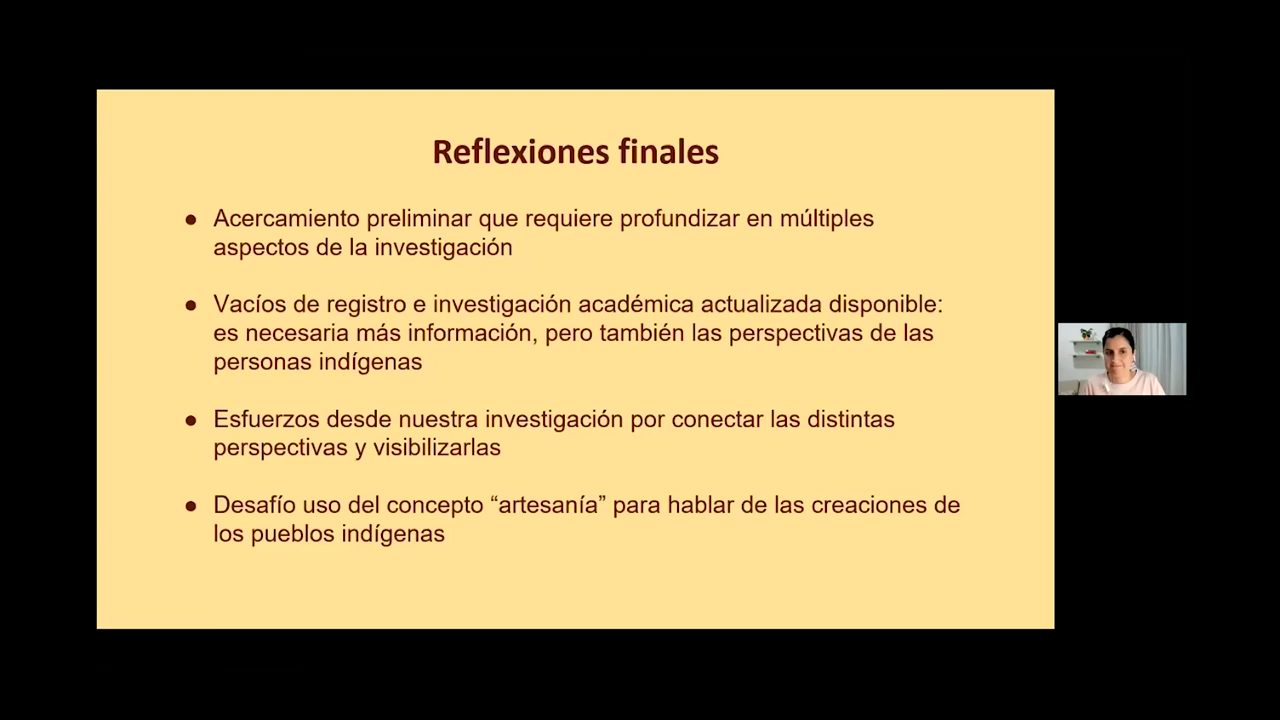 Reflexiones finales
● Acercamiento preliminar que requiere profundizar en múltiples
aspectos de la investigación
● Vacíos de registro e investigación académica actualizada disponible:
es necesaria más información, pero también las perspectivas de las
personas indígenas
● Esfuerzos desde nuestra investigación por conectar las distintas
perspectivas y visibilizarlas
● Desafío uso del concepto “artesanía” para hablar de las creaciones de
los pueblos indígenas